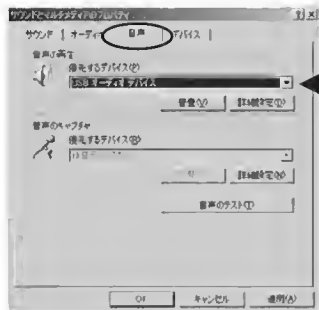 サウンドとマルチメディアのプロパティ
サウンド オーディオ 音声 デバイス
音声の再生
優先するデバイス(P)
USB オーディオ デバイス
音量(V) 詳細設定(D)
音声のキャプチャ
優先するデバイス(R)
詳細設定(N)
音声のテスト(T)
OK キャンセル 適用(A)